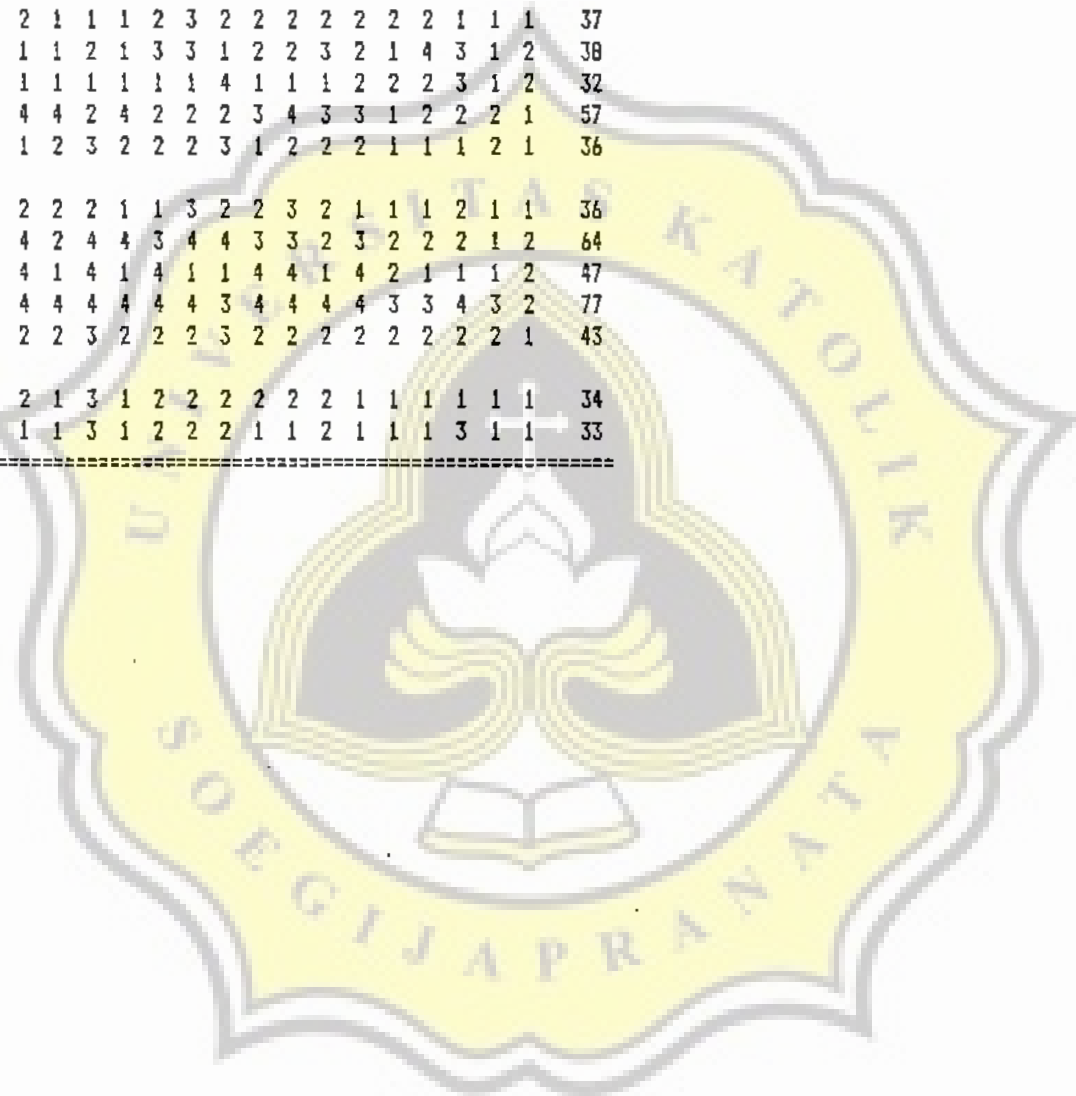 2 1 1 1 2 3 2 2 2 2 2 2 2 1 1 1 37
1 1 2 1 3 3 1 2 2 3 2 1 4 3 1 2 38
1 1 1 1 1 1 4 1 1 1 2 2 2 3 1 2 32
4 4 2 4 2 2 2 3 4 3 3 1 2 2 2 1 57
1 2 3 2 2 2 3 1 2 2 2 1 1 1 2 1 36
2 2 2 1 1 3 2 2 3 2 1 1 1 2 1 1 36
4 2 4 4 3 4 4 3 3 2 3 2 2 2 1 2 64
4 1 4 1 4 1 1 4 4 1 4 2 1 1 1 2 47
4 4 4 4 4 4 3 4 4 4 4 3 3 4 3 2 77
2 2 3 2 2 2 3 2 2 2 2 2 2 2 2 1 43
2 1 3 1 2 2 2 2 2 2 1 1 1 1 1 1 34
1 1 3 1 2 2 2 1 1 2 1 1 1 3 1 1 33
UNIVERSITAS KATOLIK
SOEGIJAPRANATA